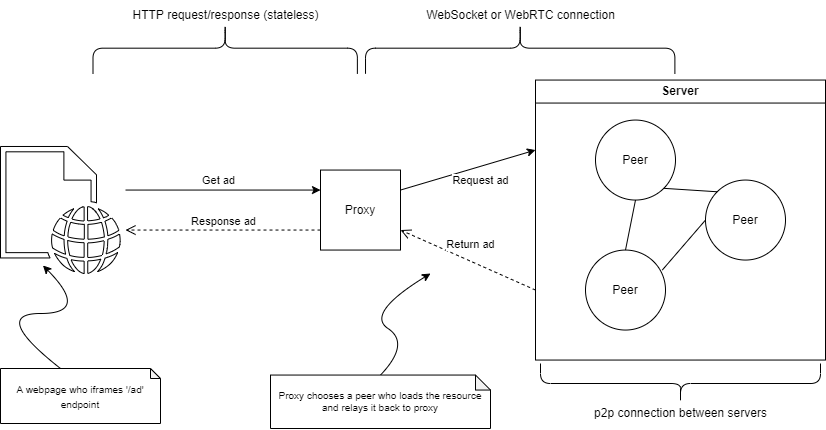 HTTP request/response (stateless)
WebSocket or WebRTC connection
Server
Peer
Peer
Peer
Get ad
Response ad
Proxy
Request ad
Return ad
A webpage who iframes '/ad'
endpoint
Proxy chooses a peer who loads the resource
and relays it back to proxy
p2p connection between servers